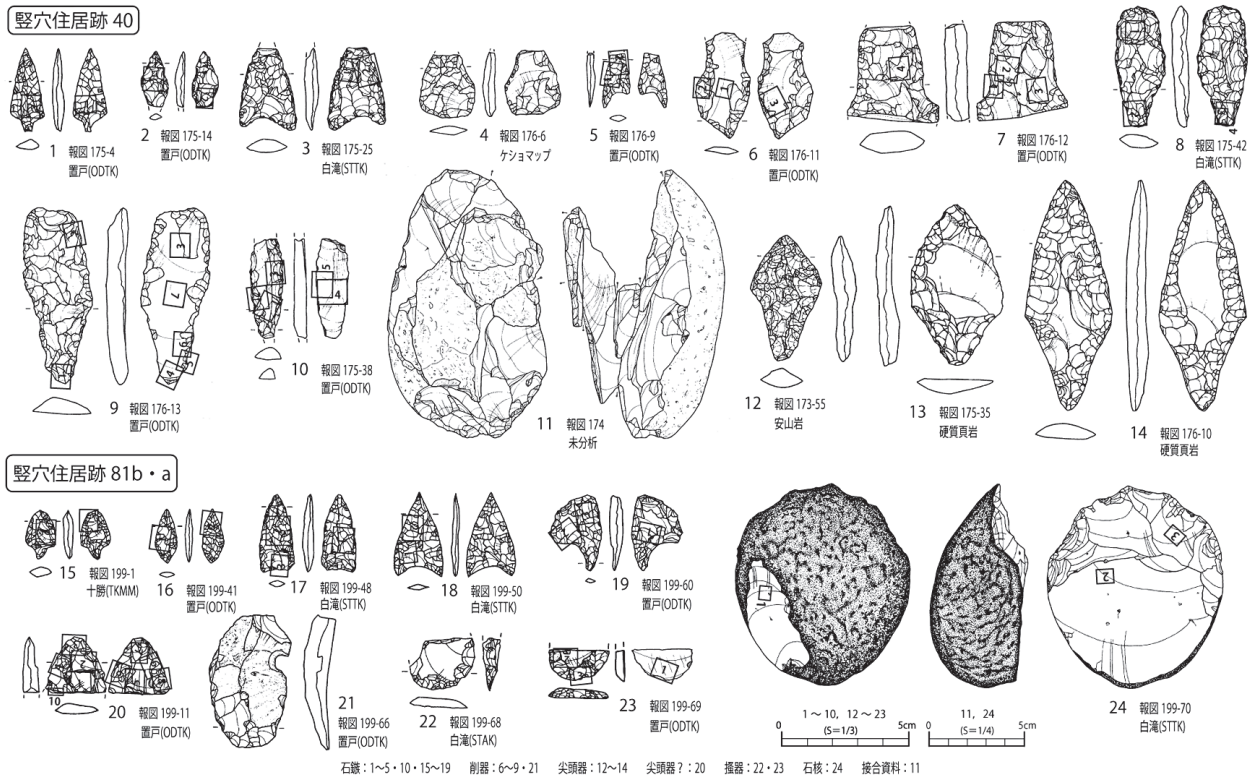 竪穴住居跡 40
1 報図 175-4
置戸(ODTK)
2 報図 175-14
置戸(ODTK)
3 報図 175-25
白滝(STTK)
4 報図 176-6
ケショマップ
5 報図 176-9
置戸(ODTK)
6 報図 176-11
置戸(ODTK)
7 報図 176-12
置戸(ODTK)
8 報図 175-42
白滝(STTK)
9 報図 176-13
置戸(ODTK)
10 報図 175-38
置戸(ODTK)
11 報図 174
未分析
12 報図 173-55
安山岩
13 報図 175-35
硬質頁岩
14 報図 176-10
硬質頁岩
竪穴住居跡 81b・a
15 報図 199-1
十勝(TKMM)
16 報図 199-41
置戸(ODTK)
17 報図 199-48
白滝(STTK)
18 報図 199-50
白滝(STTK)
19 報図 199-60
置戸(ODTK)
20 報図 199-11
置戸(ODTK)
21
報図 199-66
置戸(ODTK)
22 報図 199-68
白滝(STAK)
23 報図 199-69
置戸(ODTK)
24 報図 199-70
白滝(STTK)
1～10，12～23
0 (S=1/3) 5cm
11，24
0 (S=1/4) 5cm
石鏃：1～5・10・15～19 削器：6～9・21 尖頭器：12～14 尖頭器？：20 掻器：22・23 石核：24 接合資料：11